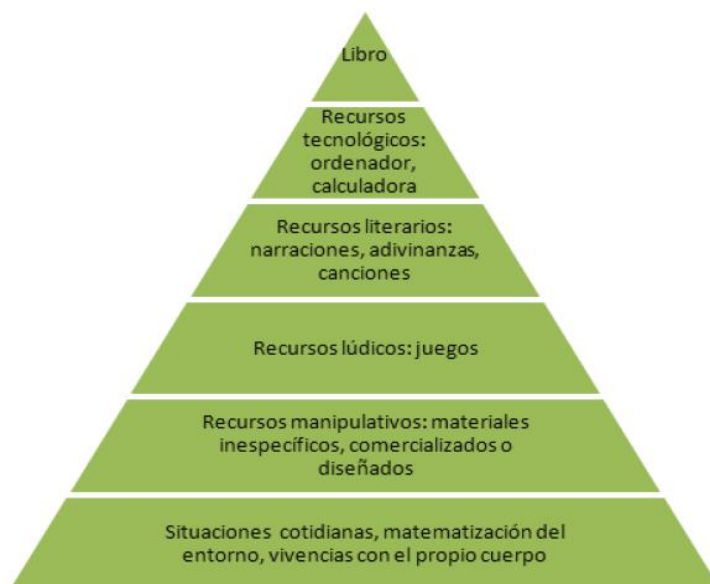 Libro
Recursos
tecnológicos:
ordenador,
calculadora
Recursos literarios:
narraciones, adivinanzas,
canciones
Recursos lúdicos: juegos
Recursos manipulativos: materiales
inespecíficos, comercializados o
diseñados
Situaciones cotidianas, matematización del
entorno, vivencias con el propio cuerpo